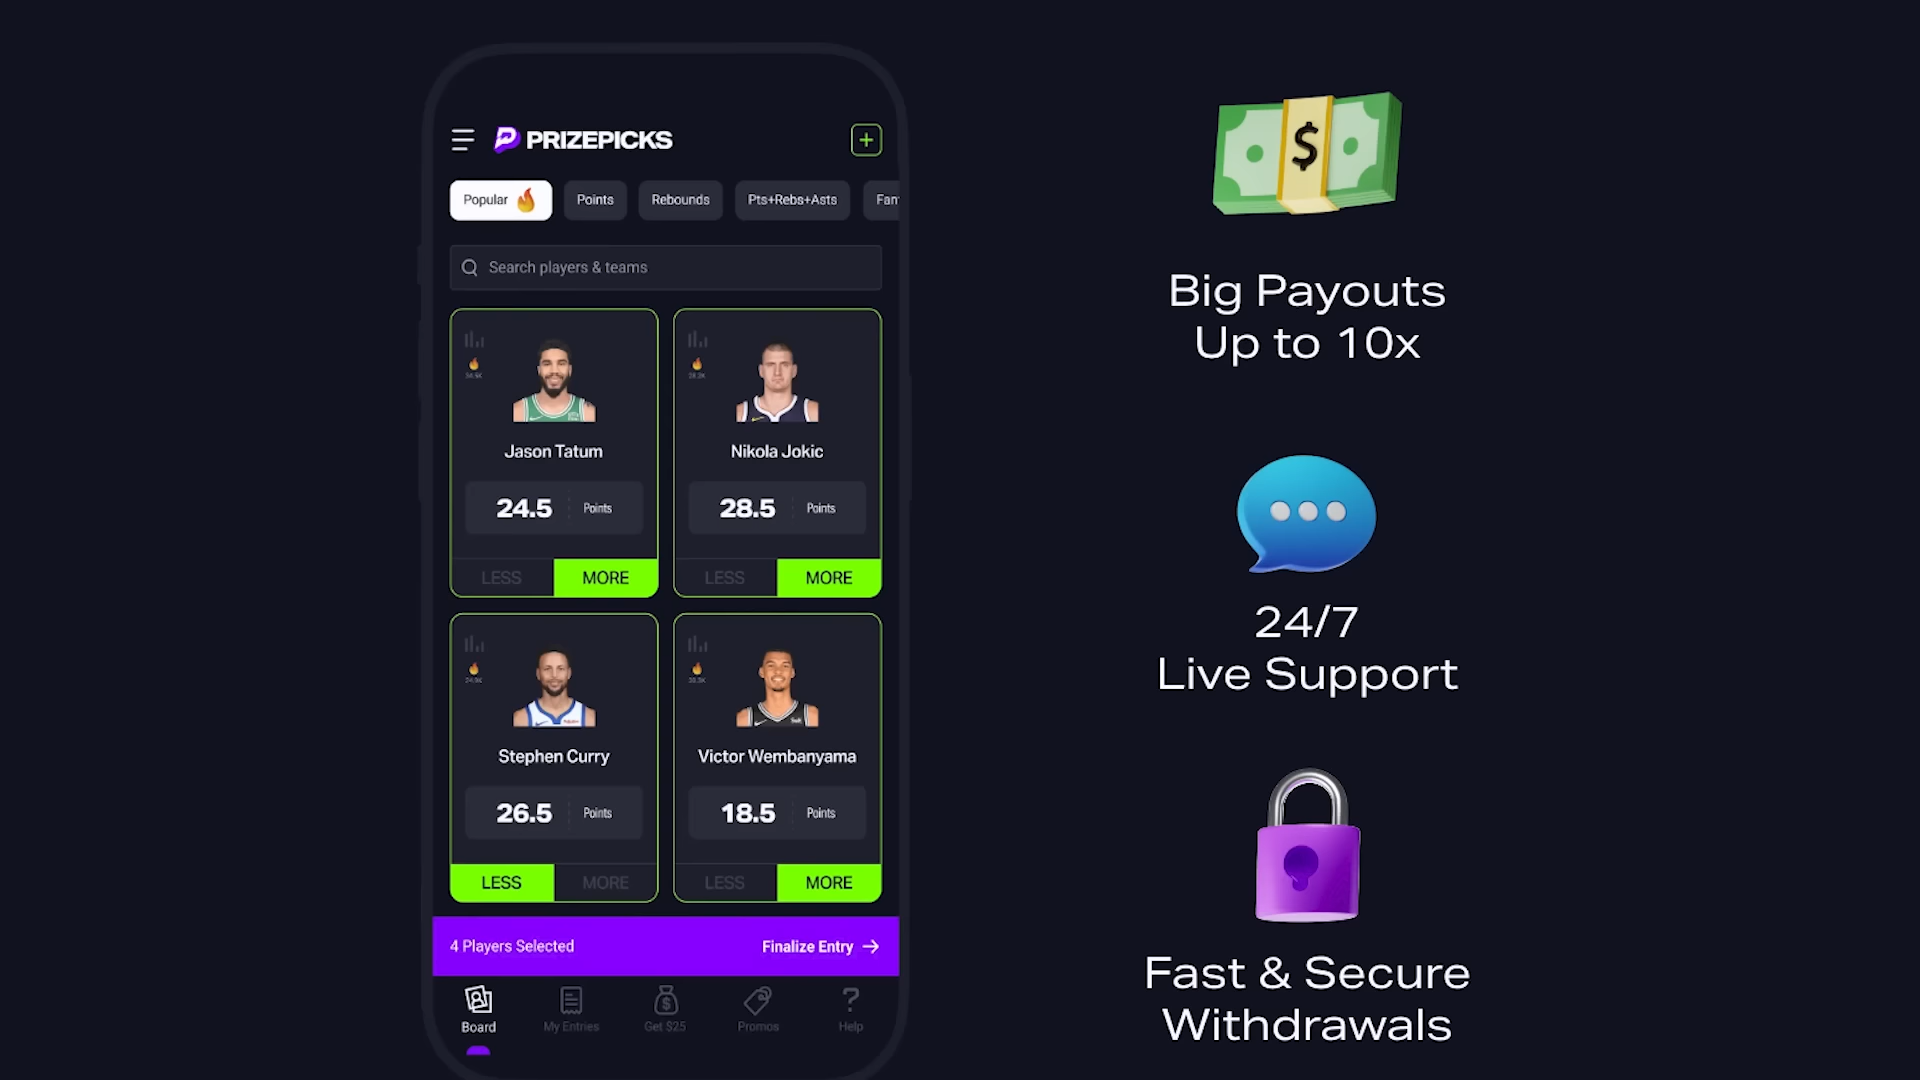 PRIZEPICKS
Popular
Points
Rebounds
Pts+Rebs+Asts
Fan
Search players & teams
Jason Tatum
24.5 Points
LESS MORE
Nikola Jokic
28.5 Points
LESS MORE
Stephen Curry
26.5 Points
LESS MORE
Victor Wembanyama
18.5 Points
LESS MORE
4 Players Selected
Finalize Entry
Board
My Entries
Get $25
Promos
Help
$
Big Payouts
Up to 10x
24/7
Live Support
Fast & Secure
Withdrawals